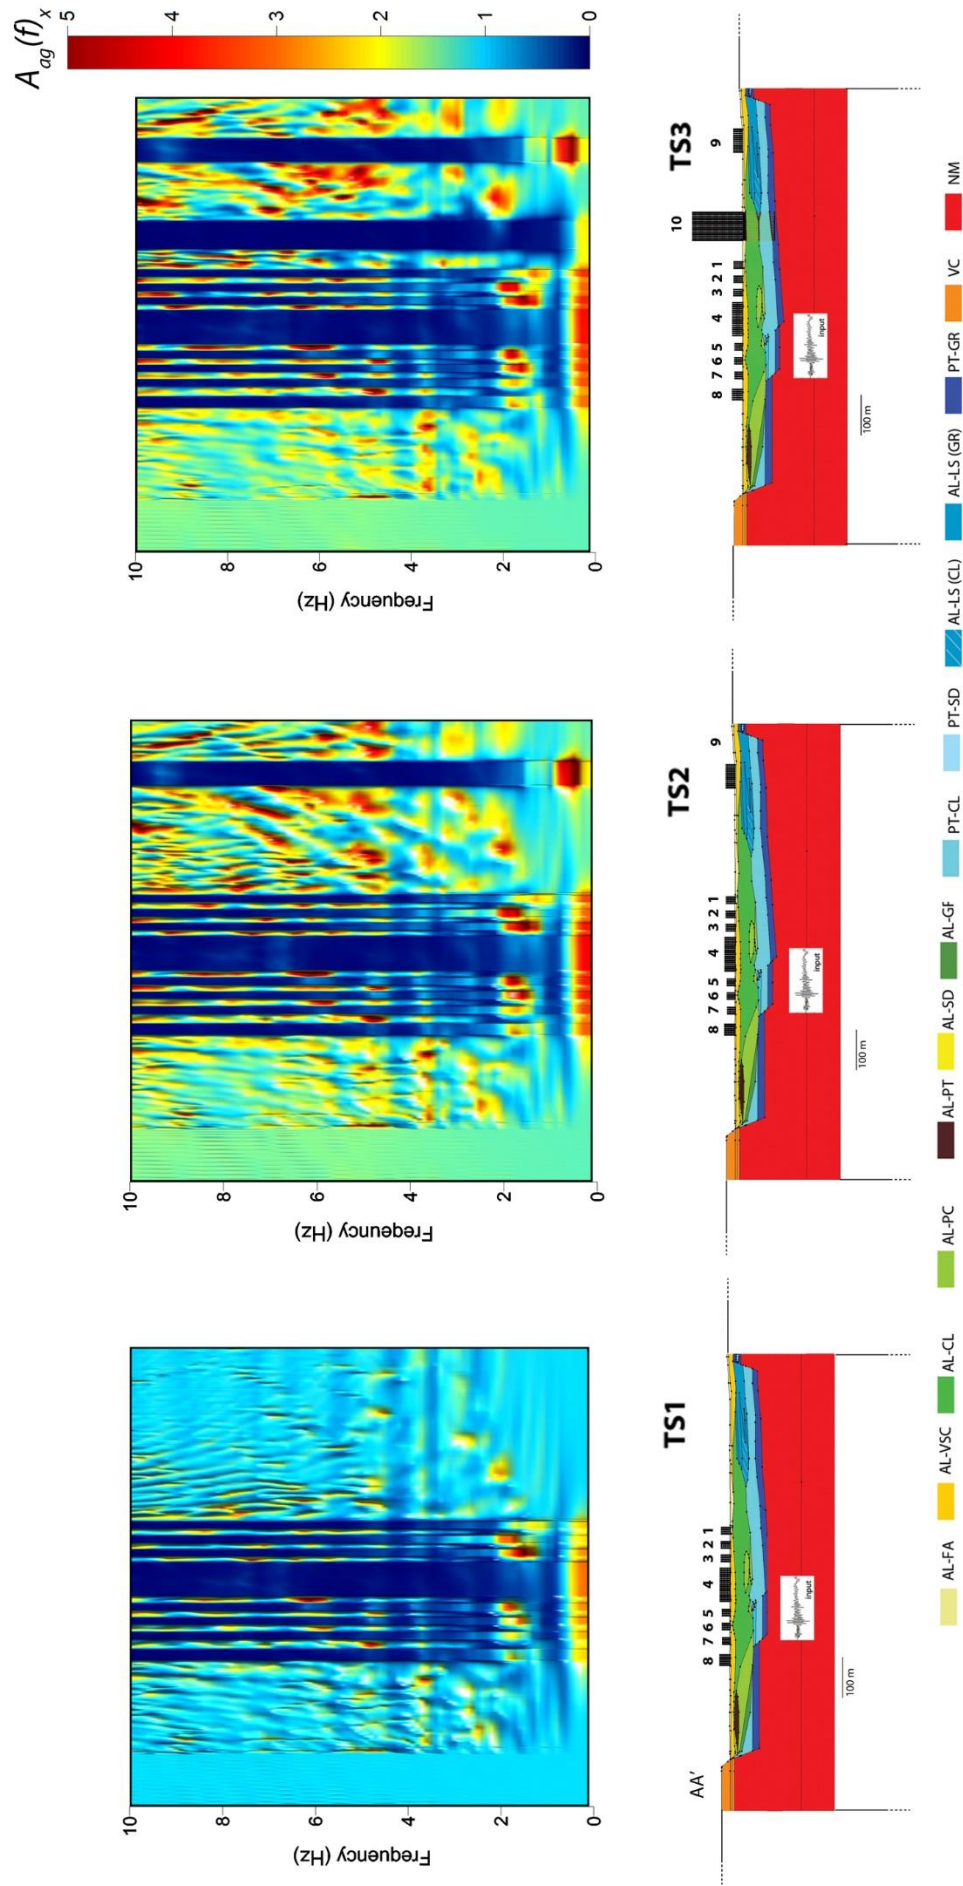 Frequency (Hz)
10
8
6
4
2
0
Freqeuncy (Hz)
10
8
6
4
2
0
Frequency (Hz)
10
8
6
4
2
0
Aag(f)x
5
4
3
2
1
0
TS1
AA'
8 7 6 5 4 3 2 1
input
100 m
TS2
8 7 6 5 4 3 2 1 9
input
100 m
TS3
8 7 6 5 4 3 2 1 10 9
input
100 m
AL-FA AL-VSC AL-CL AL-PC AL-PT AL-SD AL-GF PT-CL PT-SD AL-LS (CL) AL-LS (GR) PT-GR VC NM